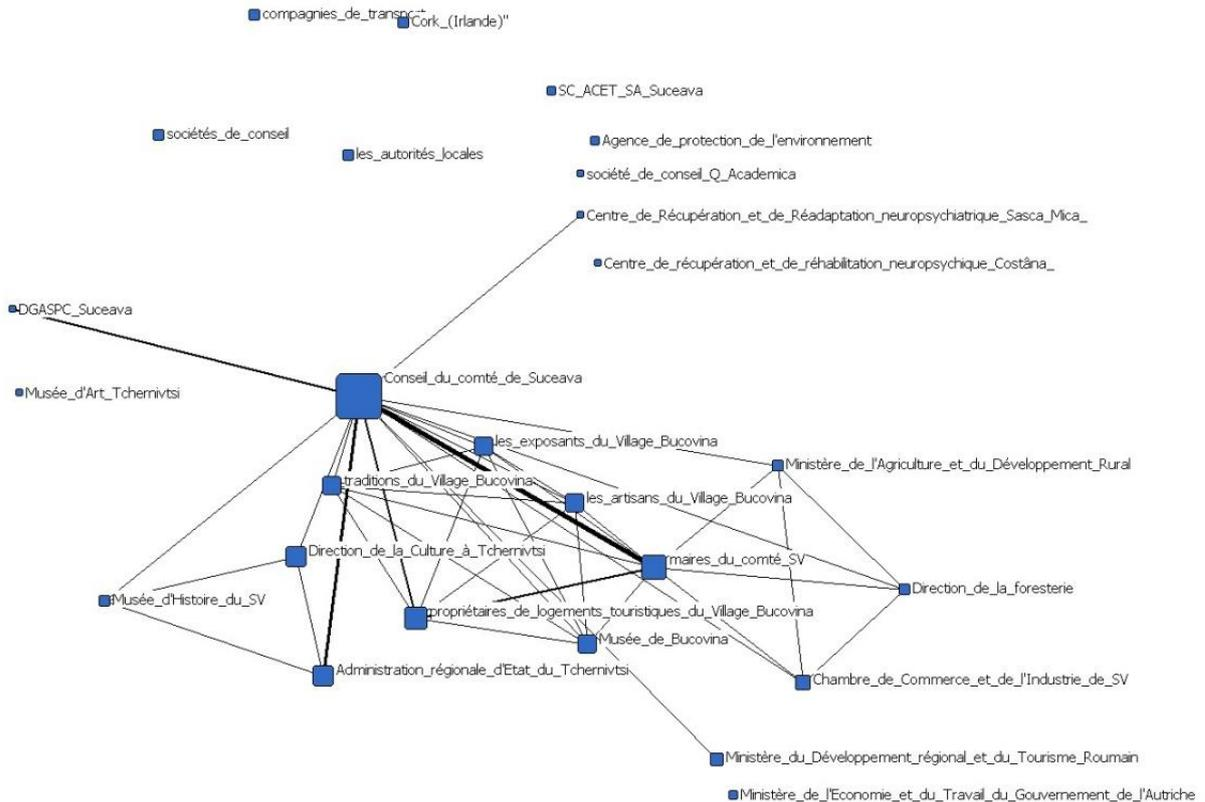 compagnies_de_transport
Cork_(Irlande)"
SC_ACET_SA_Suceava
sociétés_de_conseil
Agence_de_protection_de_l'environnement
les_autorités_locales
société_de_conseil_Q_Academica
Centre_de_Récupération_et_de_Réadaptation_neuropsychiatrique_Sasca_Mica_
Centre_de_récupération_et_de_réhabilitation_neuropsychique_Costâna_
DGASPC_Suceava
Conseil_du_comté_de_Suceava
Musée_d'Art_Tchernivtsi
les_exposants_du_Village_Bucovina
Ministère_de_l'Agriculture_et_du_Développement_Rural
traditions_du_Village_Bucovina
les_artisans_du_Village_Bucovina
Direction_de_la_Culture_à_Tchernivtsi
maires_du_comté_SV
Direction_de_la_foresterie
Musée_d'Histoire_du_SV
propriétaires_de_logements_touristiques_du_Village_Bucovina
Musée_de_Bucovina
Administration_régionale_d'Etat_du_Tchernivtsi
Chambre_de_Commerce_et_de_l'Industrie_de_SV
Ministère_du_Développement_régional_et_du_Tourisme_Roumain
Ministère_de_l'Economie_et_du_Travail_du_Gouvernement_de_l'Autriche